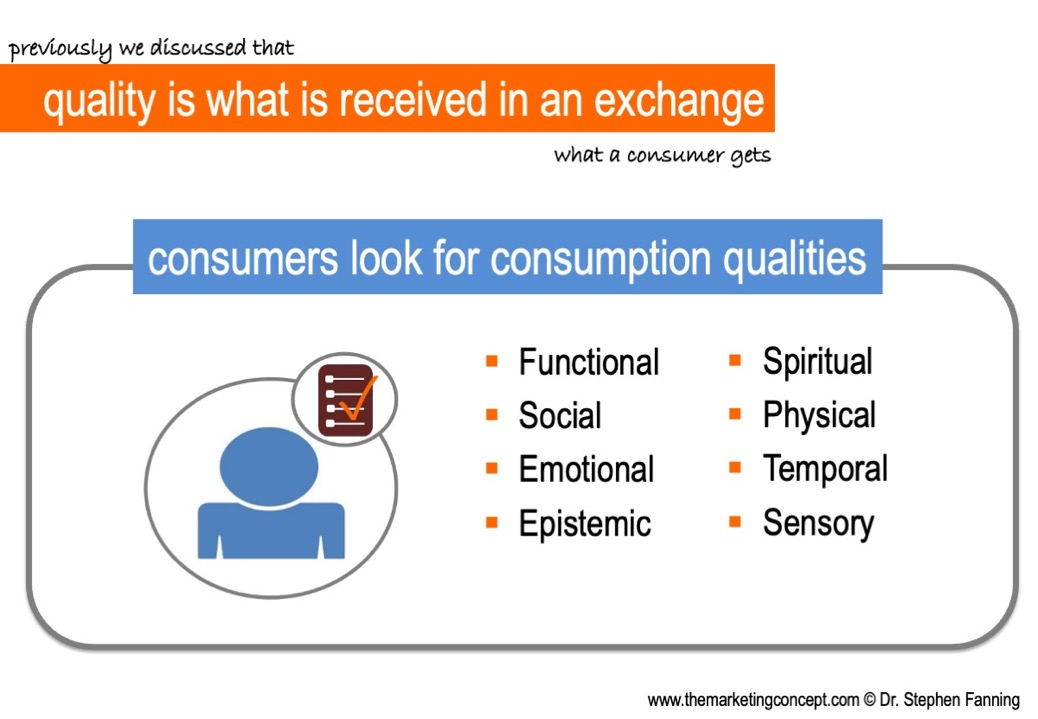 previously we discussed that
quality is what is received in an exchange
what a consumer gets
consumers look for consumption qualities
Functional
Social
Emotional
Epistemic
Spiritual
Physical
Temporal
Sensory
www.themarketingconcept.com © Dr. Stephen Fanning